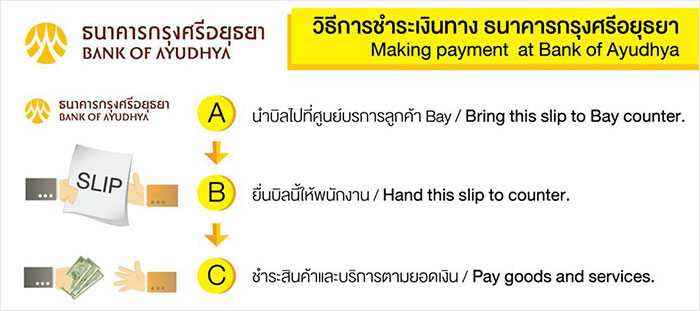 ธนาคารกรุงศรีอยุธยา
BANK OF AYUDHYA
วิธีการชำระเงินทาง ธนาคารกรุงศรีอยุธยา
Making payment at Bank of Ayudhya
ธนาคารกรุงศรีอยุธยา
BANK OF AYUDHYA
A
นำบิลไปที่ศูนย์บรการลูกค้า Bay / Bring this slip to Bay counter.
SLIP
B
ยื่นบิลนี้ให้พนักงาน / Hand this slip to counter.
C
ชำระสินค้าและบริการตามยอดเงิน / Pay goods and services.